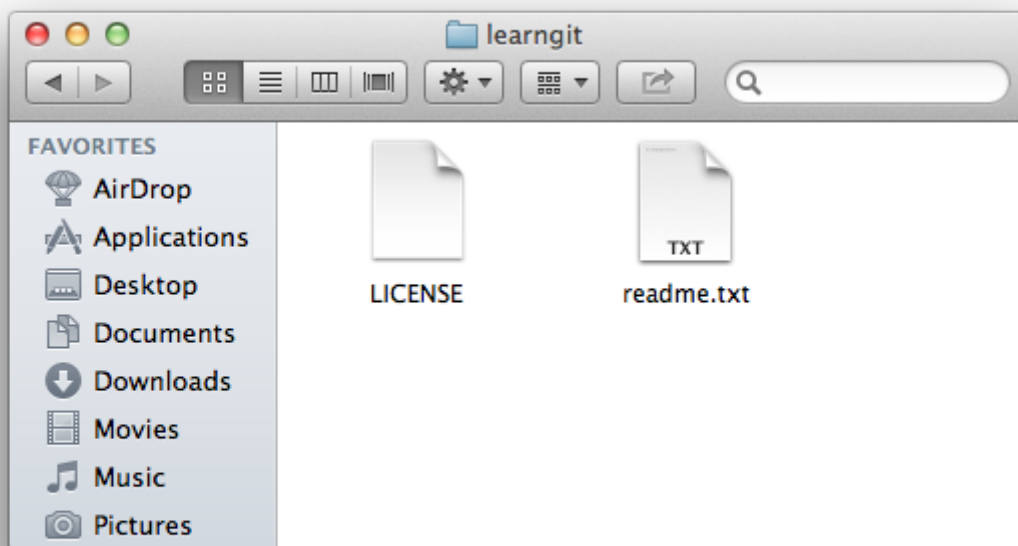 learngit
FAVORITES
AirDrop
Applications
Desktop
Documents
Downloads
Movies
Music
Pictures
TXT
LICENSE
readme.txt